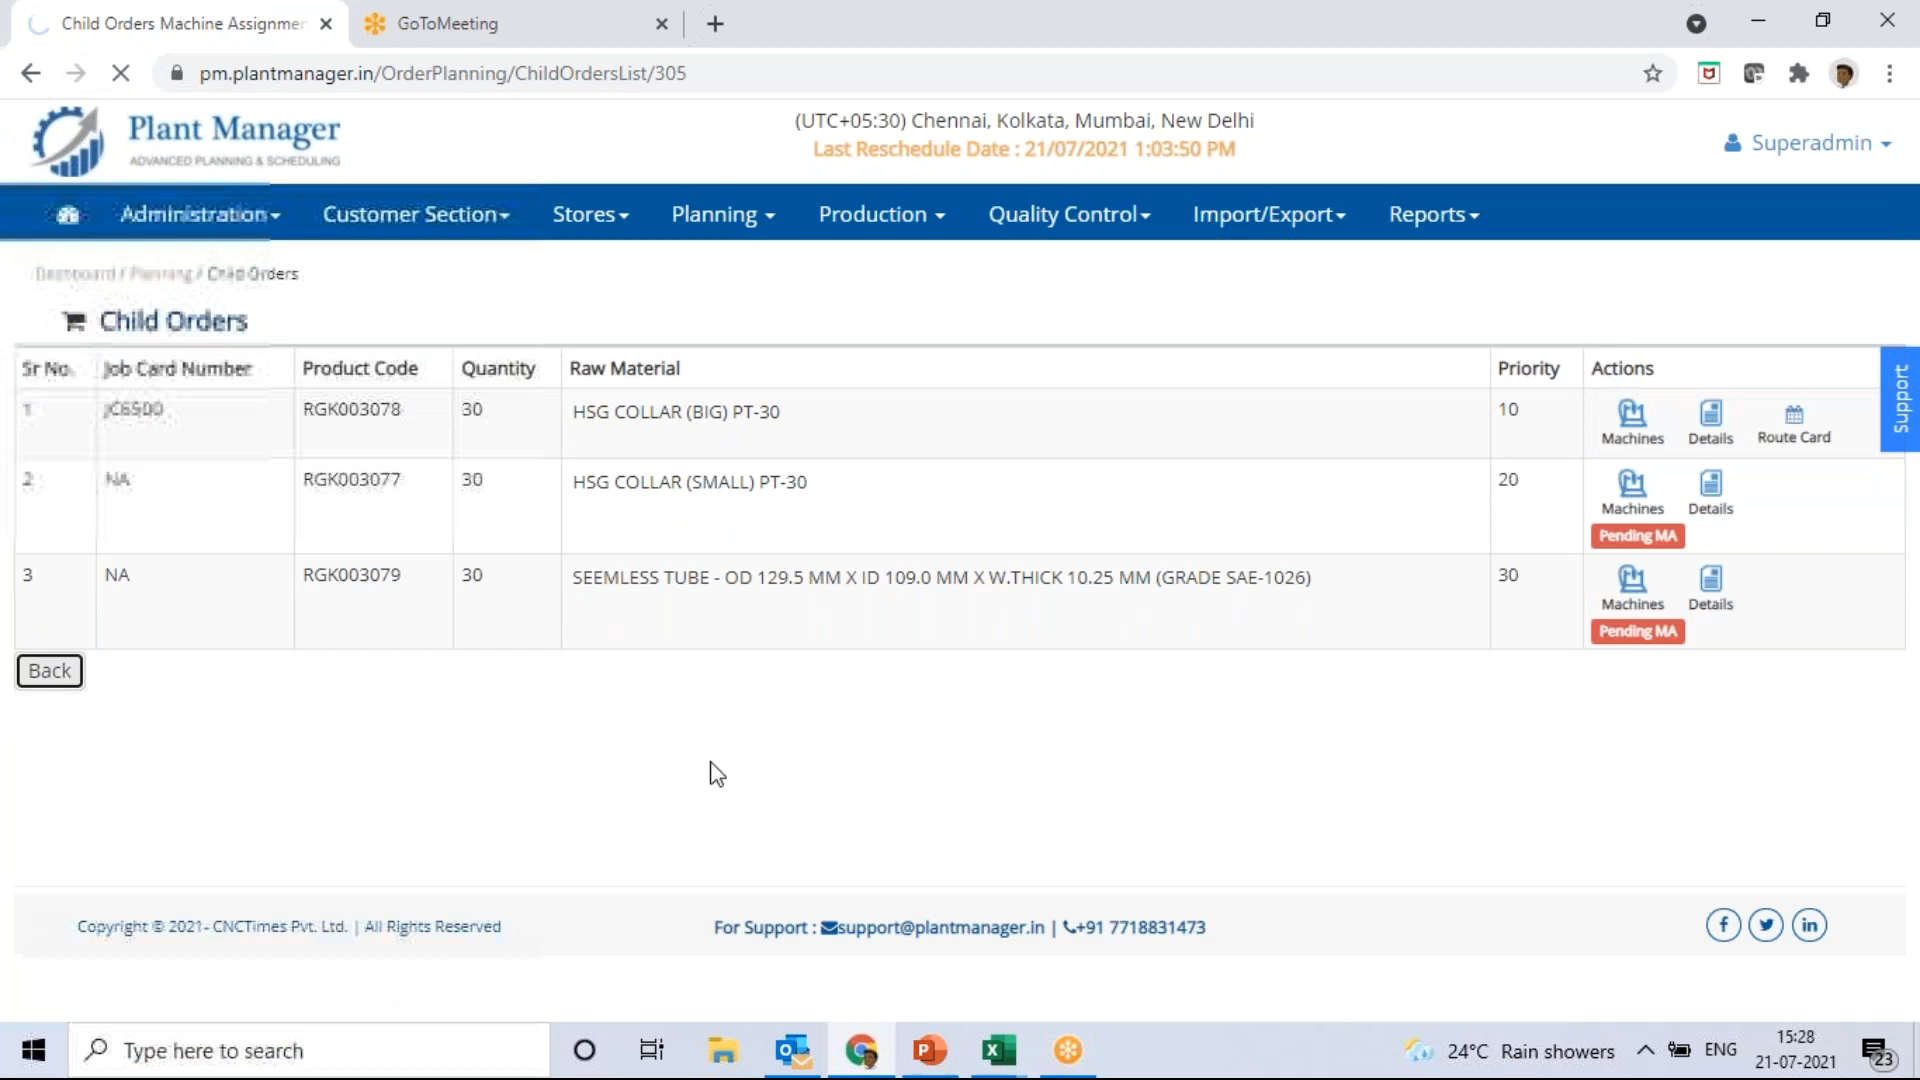 Child Orders Machine Assignmen
GoToMeeting
pm.plantmanager.in/OrderPlanning/ChildOrdersList/305
Plant Manager
ADVANCED PLANNING & SCHEDULING
(UTC+05:30) Chennai, Kolkata, Mumbai, New Delhi
Last Reschedule Date : 21/07/2021 1:03:50 PM
Superadmin
Administration Customer Section Stores Planning Production Quality Control Import/Export Reports
Dashboard / Planning / Child Orders
Child Orders
Sr No. Job Card Number Product Code Quantity Raw Material Priority Actions
1 JC6500 RGK003078 30 HSG COLLAR (BIG) PT-30 10
Machines Details Route Card
2 NA RGK003077 30 HSG COLLAR (SMALL) PT-30 20
Machines Details
Pending MA
3 NA RGK003079 30 SEEMLESS TUBE - OD 129.5 MM X ID 109.0 MM X W.THICK 10.25 MM (GRADE SAE-1026) 30
Machines Details
Pending MA
Support
Back
Copyright © 2021- CNCTimes Pvt. Ltd. | All Rights Reserved
For Support : support@plantmanager.in | +91 7718831473
Type here to search
24°C Rain showers
ENG
15:28
21-07-2021
23